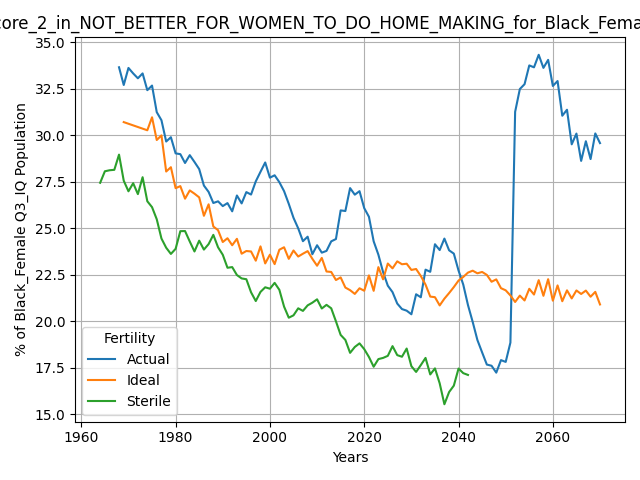 core_2_in_NOT_BETTER_FOR_WOMEN_TO_DO_HOME_MAKING_for_Black_Fema
% of Black_Female Q3_IQ Population
35.0
32.5
30.0
27.5
25.0
22.5
20.0
17.5
15.0
Fertility
Actual
Ideal
Sterile
1960
1980
2000
2020
2040
2060
Years